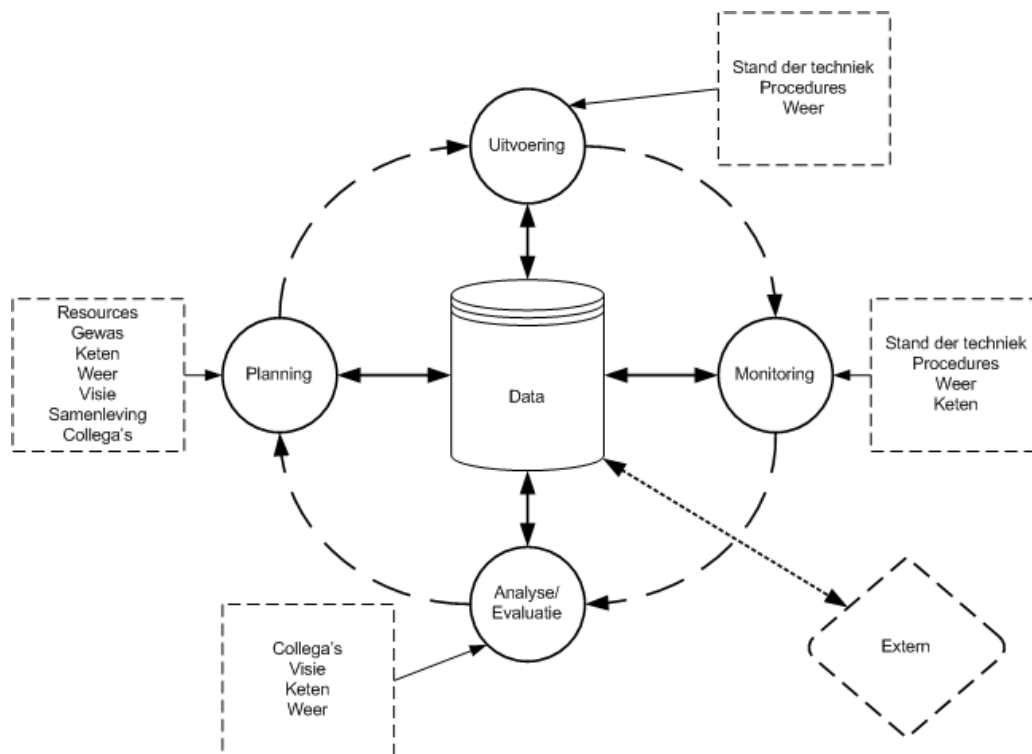 Stand der techniek
Procedures
Weer
Uitvoering
Resources
Gewas
Keten
Weer
Visie
Samenleving
Collega's
Planning
Data
Monitoring
Stand der techniek
Procedures
Weer
Keten
Analyse/
Evaluatie
Collega's
Visie
Keten
Weer
Extern